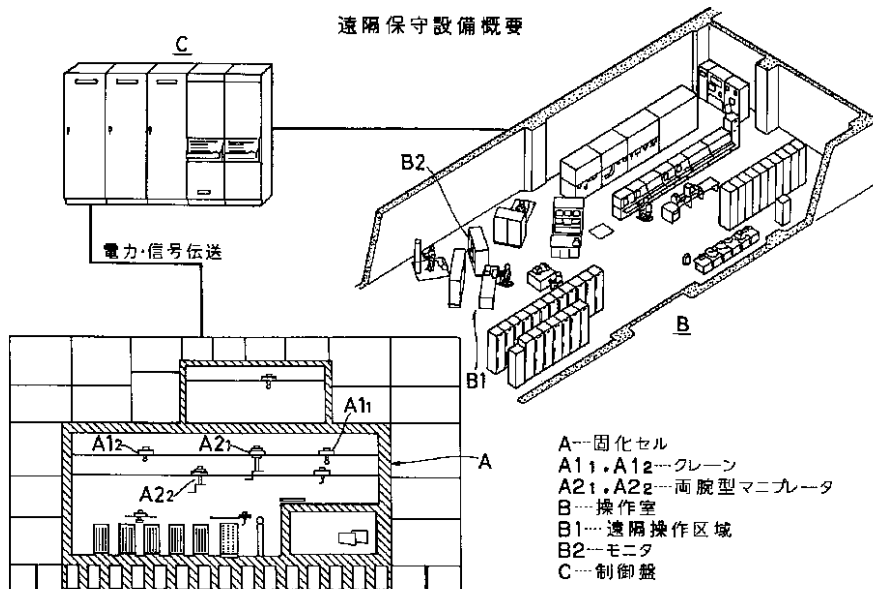 遠隔保守設備概要
C
B2
電力・信号伝送
B
B1
A1₂
A2₁
A1₁
A
A2₂
A---固化セル
A1₁,A1₂---クレーン
A2₁,A2₂---両腕型マニプレータ
B---操作室
B1---遠隔操作区域
B2---モニタ
C---制御盤